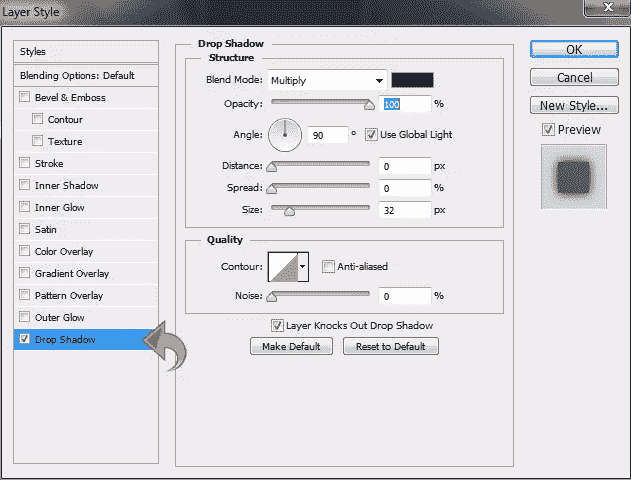 Layer Style
Styles
Blending Options: Default
Bevel & Emboss
Contour
Texture
Stroke
Inner Shadow
Inner Glow
Satin
Color Overlay
Gradient Overlay
Pattern Overlay
Outer Glow
Drop Shadow
Drop Shadow
Structure
Blend Mode: Multiply
Opacity: 100 %
Angle: 90 ° Use Global Light
Distance: 0 px
Spread: 0 %
Size: 32 px
Quality
Contour: Anti-aliased
Noise: 0 %
Layer Knocks Out Drop Shadow
Make Default Reset to Default
OK
Cancel
New Style...
Preview